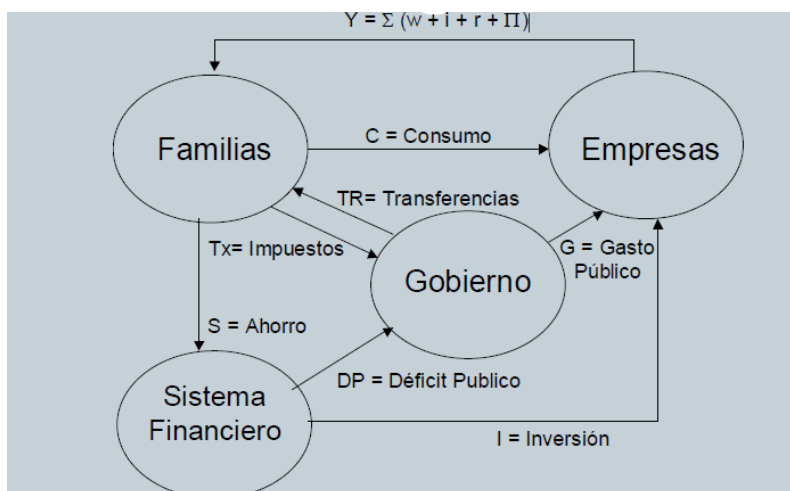 Y = Σ (w + i + r + Π)|
Familias
C = Consumo
Empresas
TR= Transferencias
Tx= Impuestos
G = Gasto
Público
Gobierno
S = Ahorro
DP = Déficit Publico
Sistema
Financiero
I = Inversión